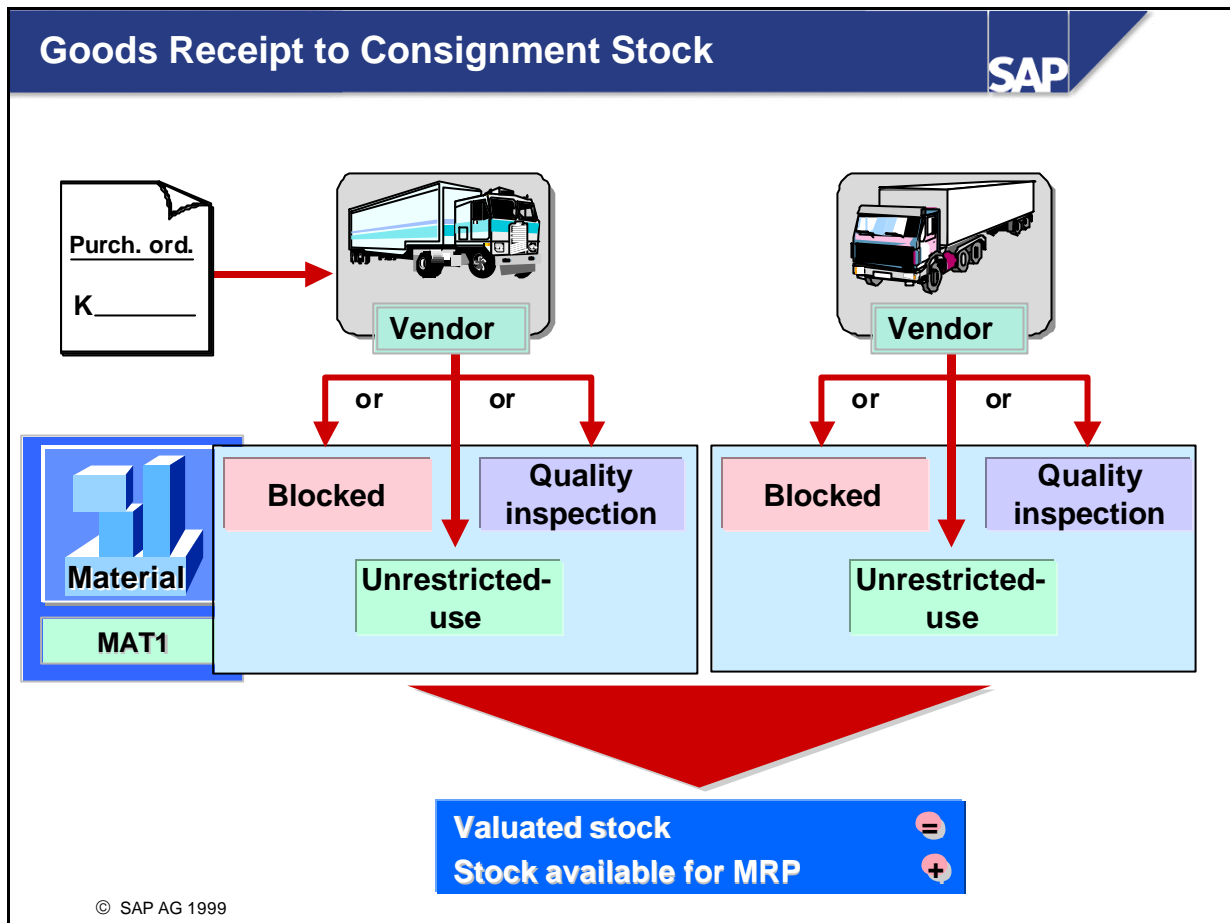 Goods Receipt to Consignment Stock
SAP
Purch. ord.
K______
Vendor
Vendor
or
or
or
or
Blocked
Quality
inspection
Unrestricted-
use
Blocked
Quality
inspection
Unrestricted-
use
Material
MAT1
Valuated stock =
Stock available for MRP +
© SAP AG 1999